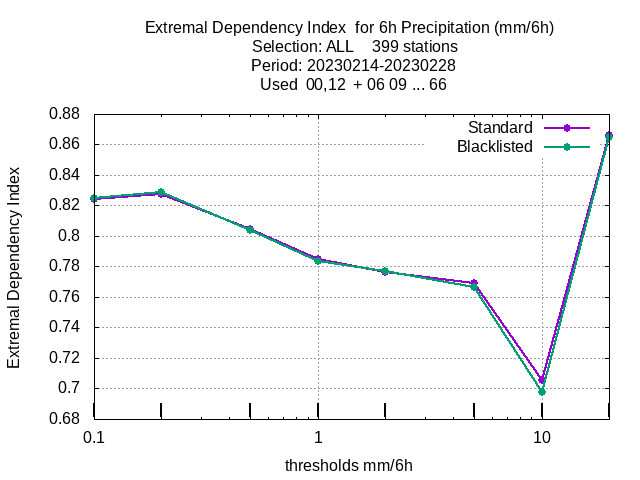 Extremal Dependency Index  for 6h Precipitation (mm/6h)
Selection: ALL    399 stations
Period: 20230214-20230228
Used  00,12  + 06 09 ... 66
Standard
Blacklisted
Extremal Dependency Index
0.88
0.86
0.84
0.82
0.8
0.78
0.76
0.74
0.72
0.7
0.68
0.1
1
10
thresholds mm/6h